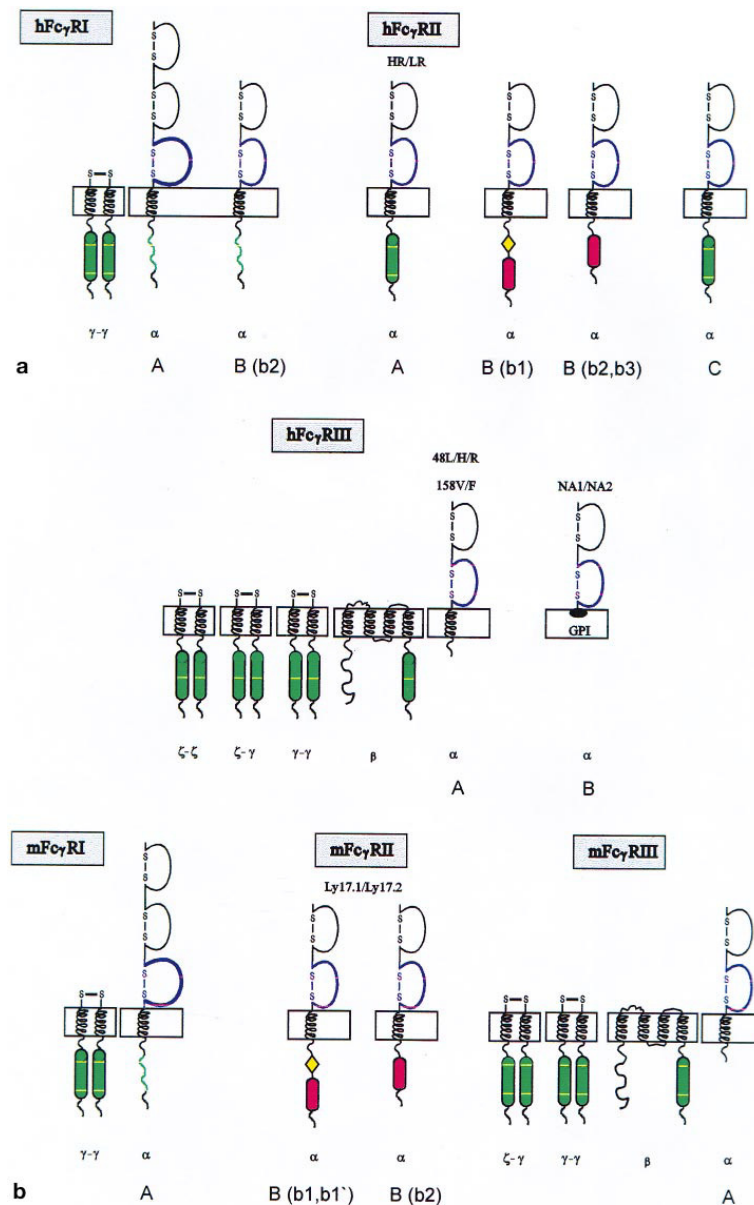 hFcγRI
hFcγRII
HR/LR
S S
S S
S S
S S
S S
S S
S S
S S
S S
S S
S S
S S
S S
S – S
γ-γ α α α α α α
a A B (b2) A B (b1) B (b2,b3) C
hFcγRIII
48L/H/R
158V/F NA1/NA2
S S
S S
S S
S S
S – S S – S S – S
GPI
ζ-ζ ζ-γ γ-γ β α α
A B
mFcγRI mFcγRII mFcγRIII
Ly17.1/Ly17.2
S S
S S
S S
S S
S S
S S
S S
S S
S S
S – S S – S S – S
γ-γ α α α ζ-γ γ-γ β α
b A B (b1,b1`) B (b2) A